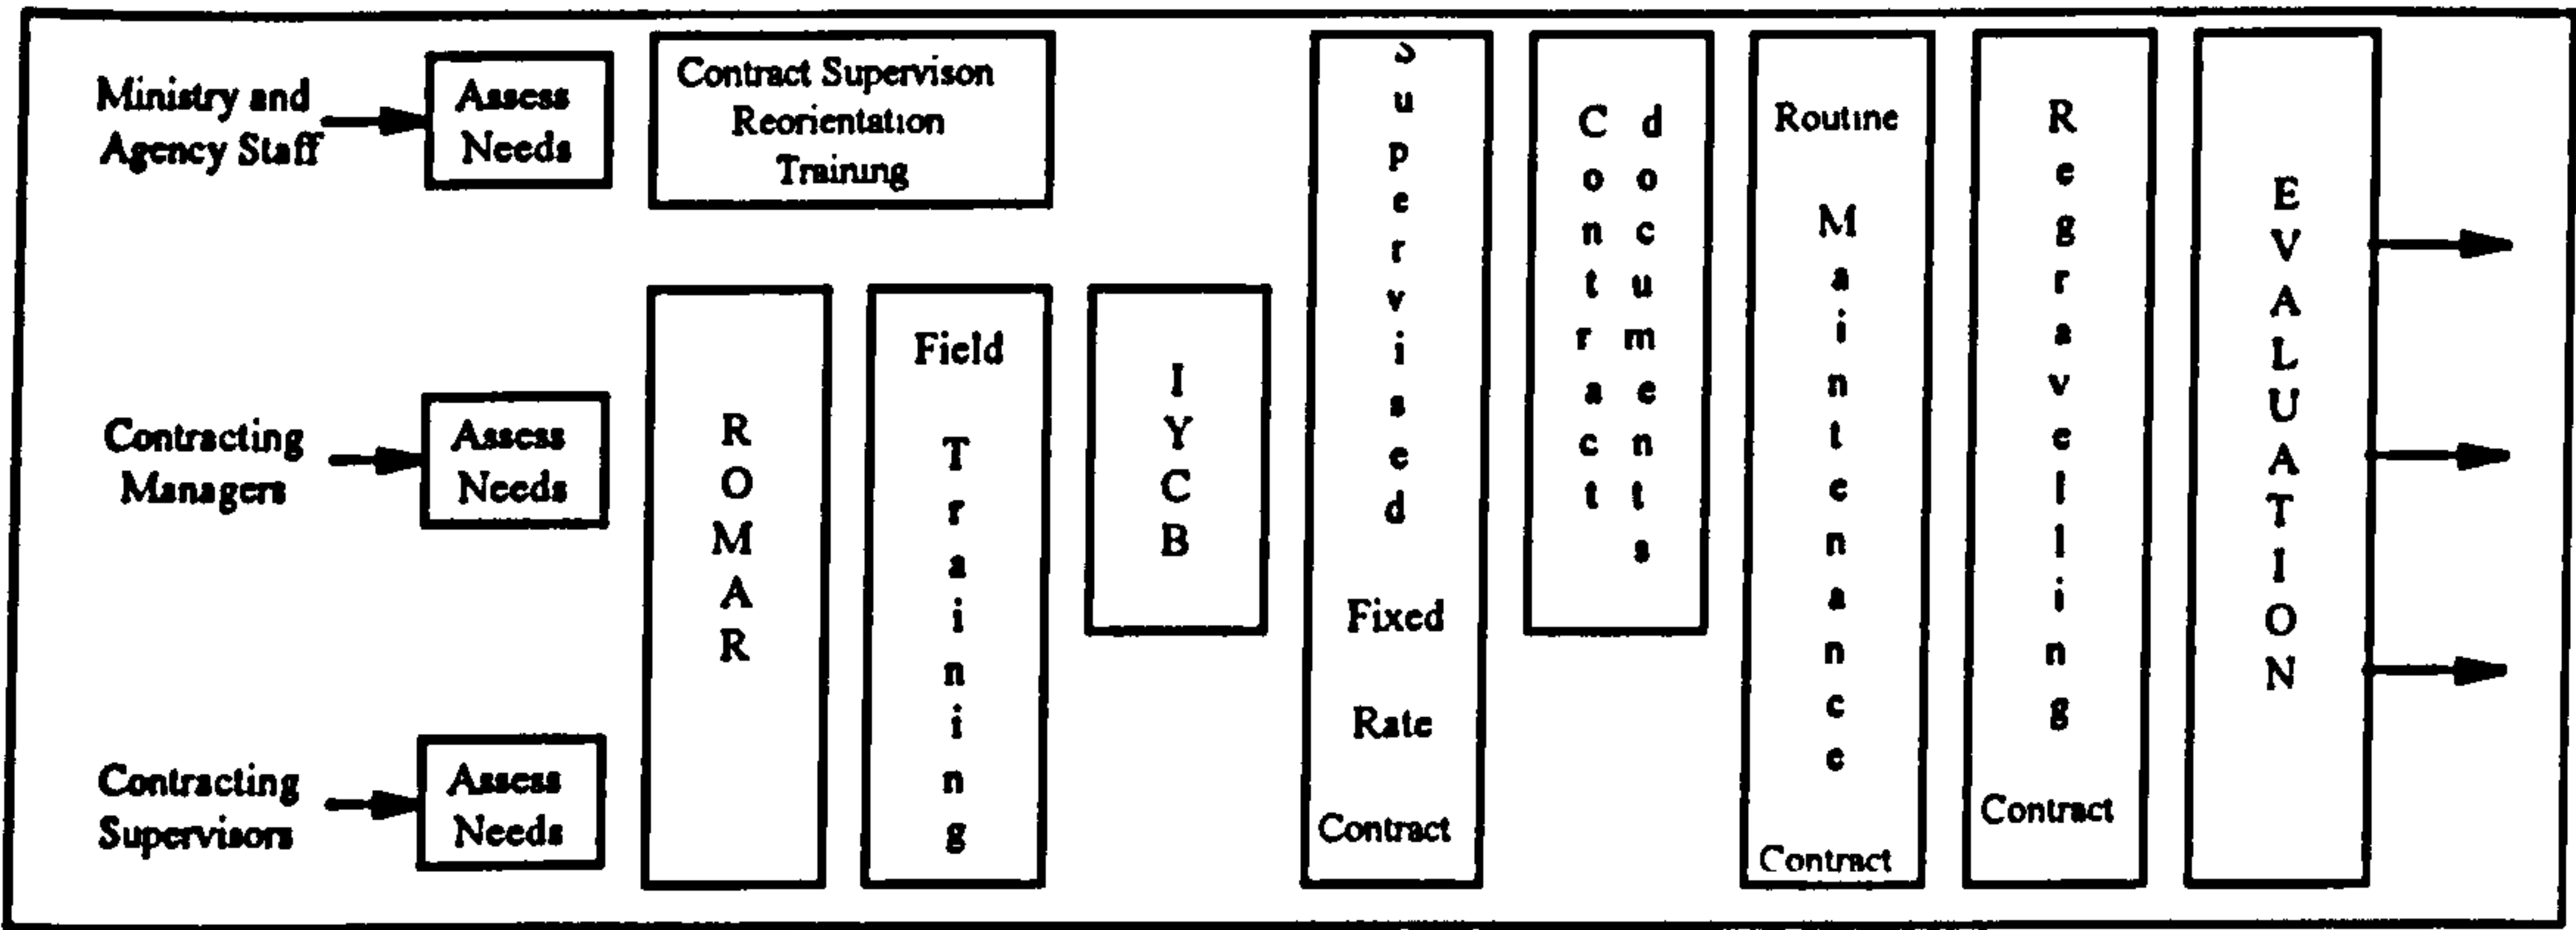 Ministry and
Agency Staff
Assess
Needs
Contract Supervison
Reorientation
Training
Contracting
Managers
Assess
Needs
Contracting
Supervisors
Assess
Needs
ROMAR
Field
Training
IYCB
Supervised
Fixed
Rate
Contract
Contract
documents
Routine
Maintenance
Contract
Regravelling
Contract
EVALUATION